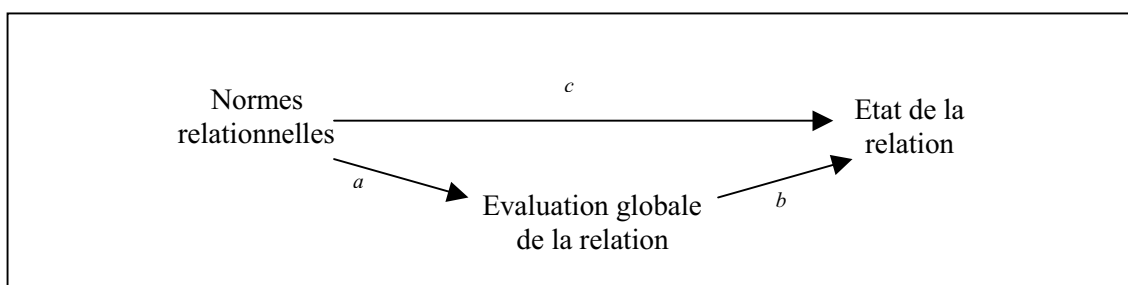 c
Normes
relationnelles
Etat de la
relation
a
Evaluation globale
de la relation
b